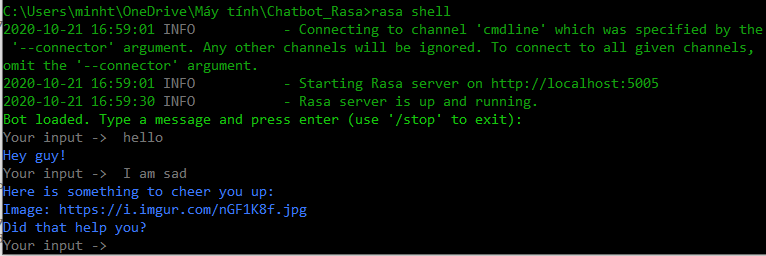 C:\Users\minht\OneDrive\Máy tính\Chatbot_Rasa>rasa shell
2020-10-21 16:59:01 INFO     - Connecting to channel 'cmdline' which was specified by the
'--connector' argument. Any other channels will be ignored. To connect to all given channels,
omit the '--connector' argument.
2020-10-21 16:59:01 INFO     - Starting Rasa server on http://localhost:5005
2020-10-21 16:59:30 INFO     - Rasa server is up and running.
Bot loaded. Type a message and press enter (use '/stop' to exit):
Your input ->  hello
Hey guy!
Your input ->  I am sad
Here is something to cheer you up:
Image: https://i.imgur.com/nGF1K8f.jpg
Did that help you?
Your input ->